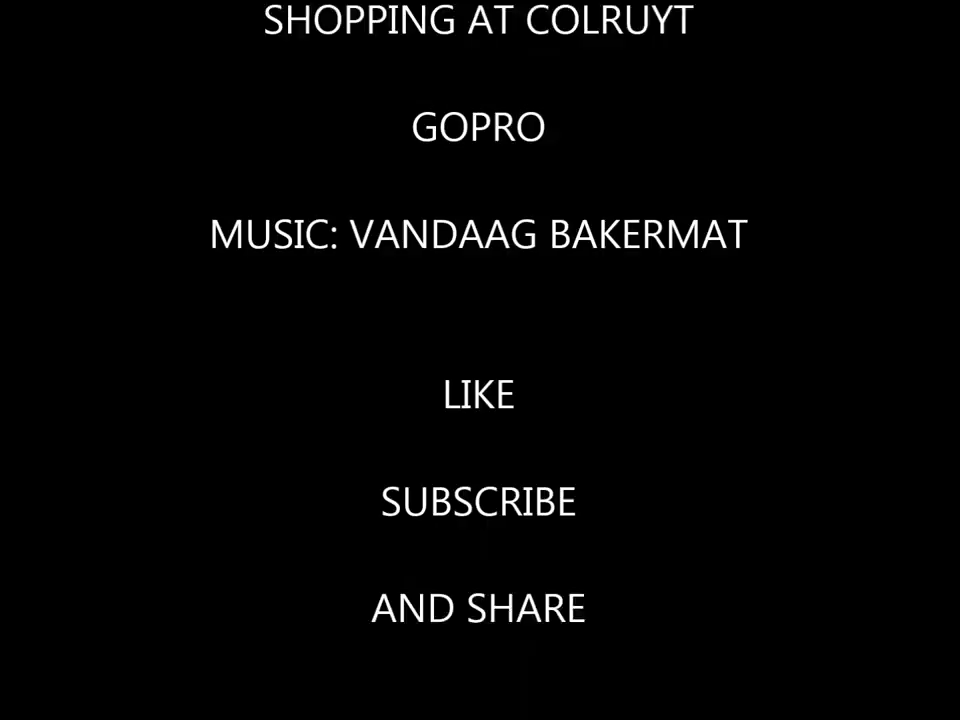 SHOPPING AT COLRUYT
GOPRO
MUSIC: VANDAAG BAKERMAT
LIKE
SUBSCRIBE
AND SHARE